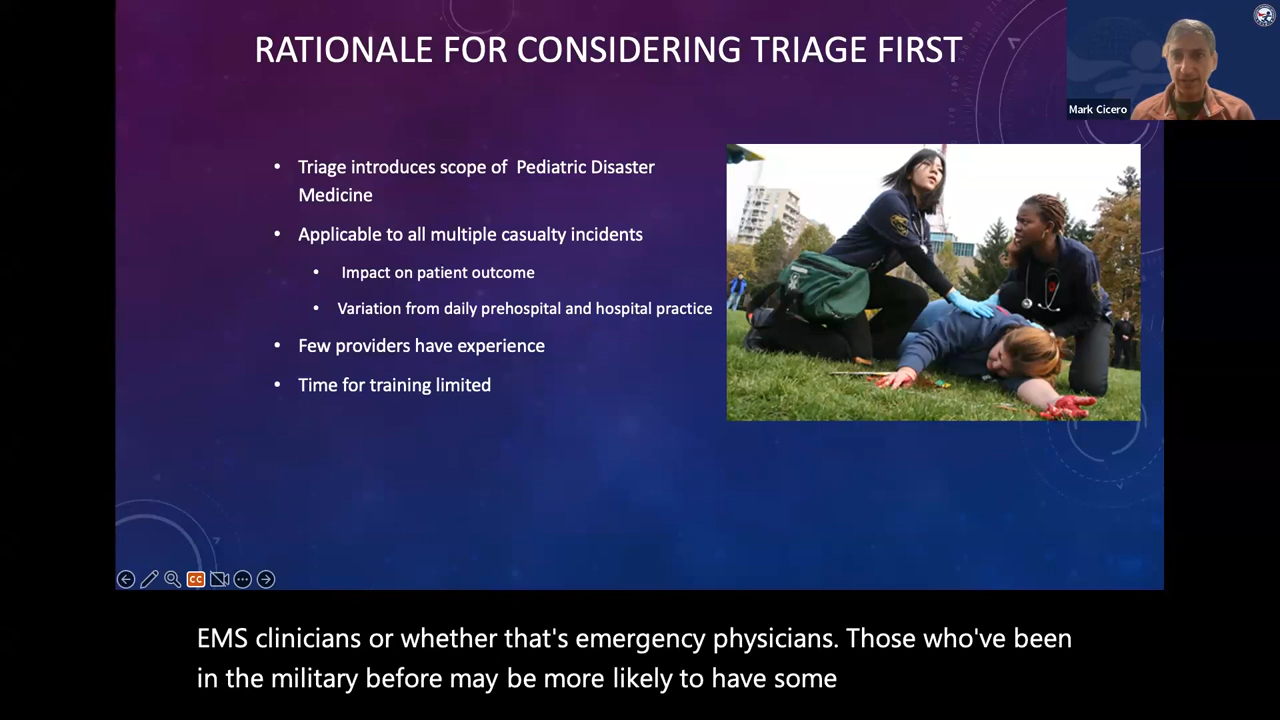 RATIONALE FOR CONSIDERING TRIAGE FIRST
Mark Cicero
• Triage introduces scope of Pediatric Disaster
Medicine
• Applicable to all multiple casualty incidents
• Impact on patient outcome
• Variation from daily prehospital and hospital practice
• Few providers have experience
• Time for training limited
CC
EMS clinicians or whether that's emergency physicians. Those who've been
in the military before may be more likely to have some